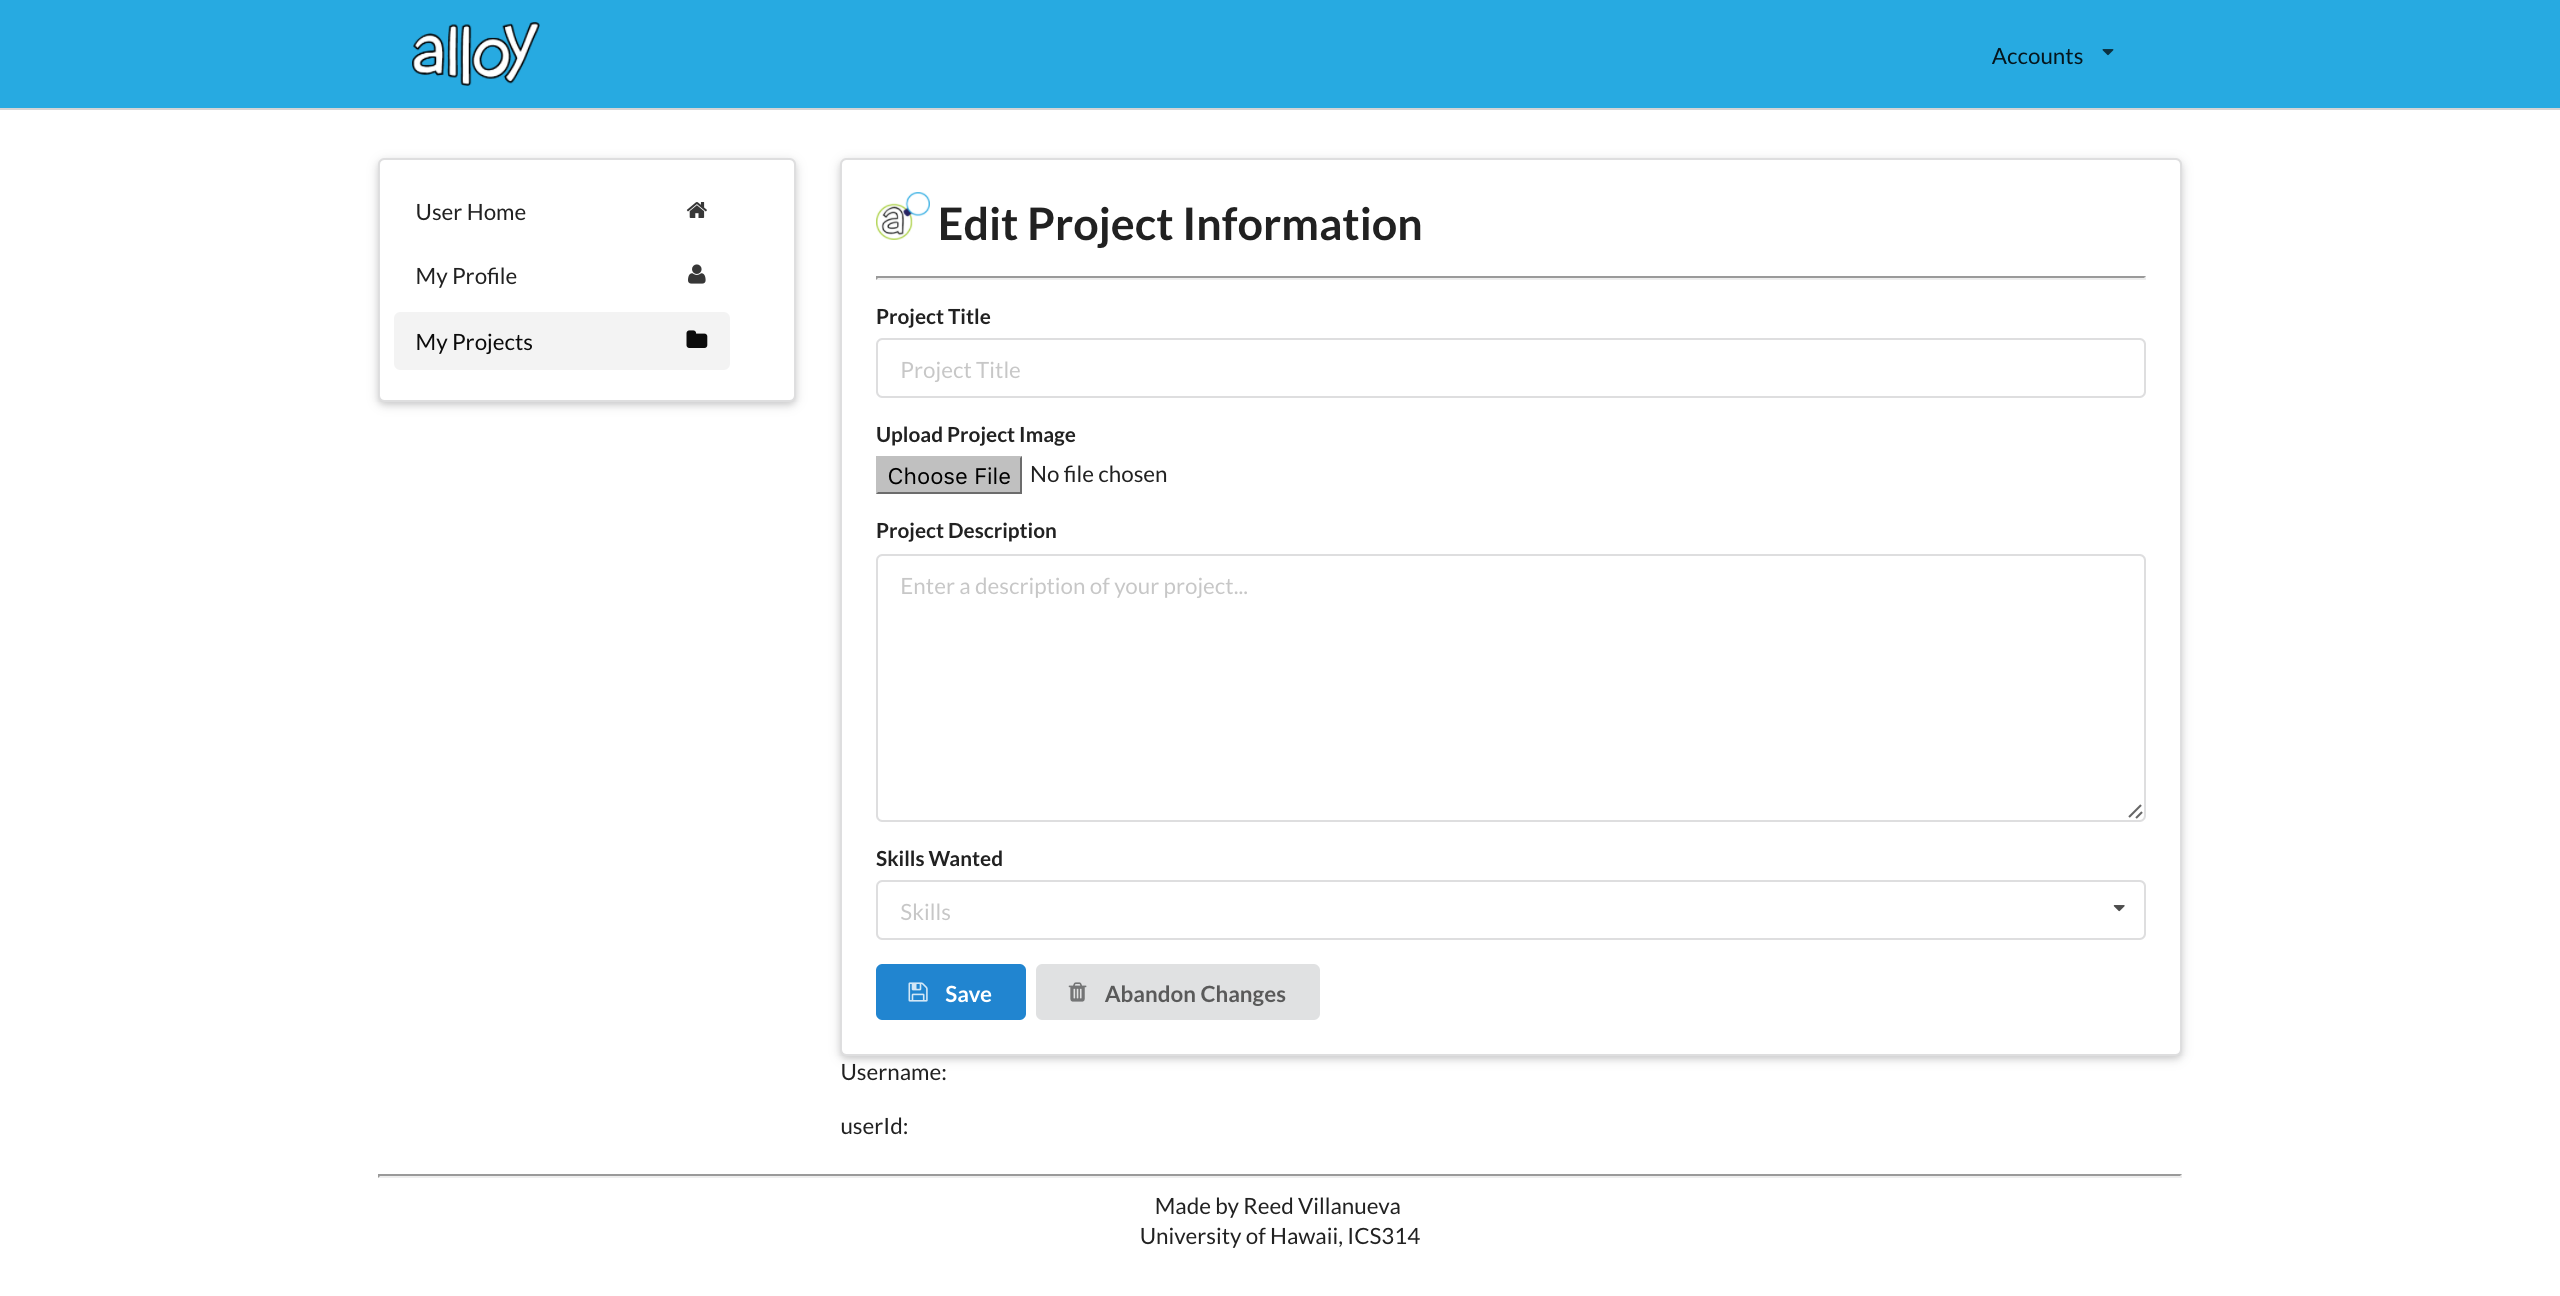 alloy
Accounts
User Home
My Profile
My Projects
a Edit Project Information
Project Title
Project Title
Upload Project Image
Choose File No file chosen
Project Description
Enter a description of your project...
Skills Wanted
Skills
Save Abandon Changes
Username:
userId:
Made by Reed Villanueva
University of Hawaii, ICS314